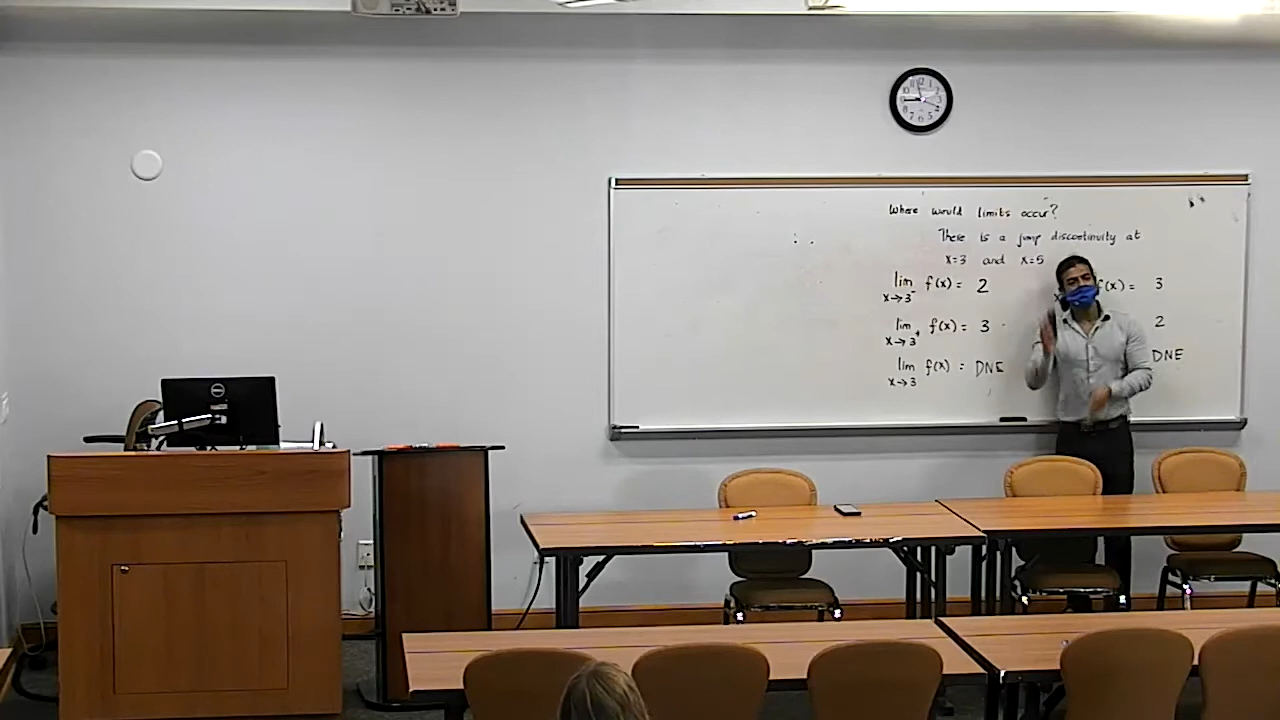 Where would limits occur?
There is a jump discontinuity at
x=3 and x=5
lim f(x) = 2
x→3⁻
f(x) = 3
lim f(x) = 3
x→3⁺
2
lim f(x) = DNE
x→3
DNE
DELL